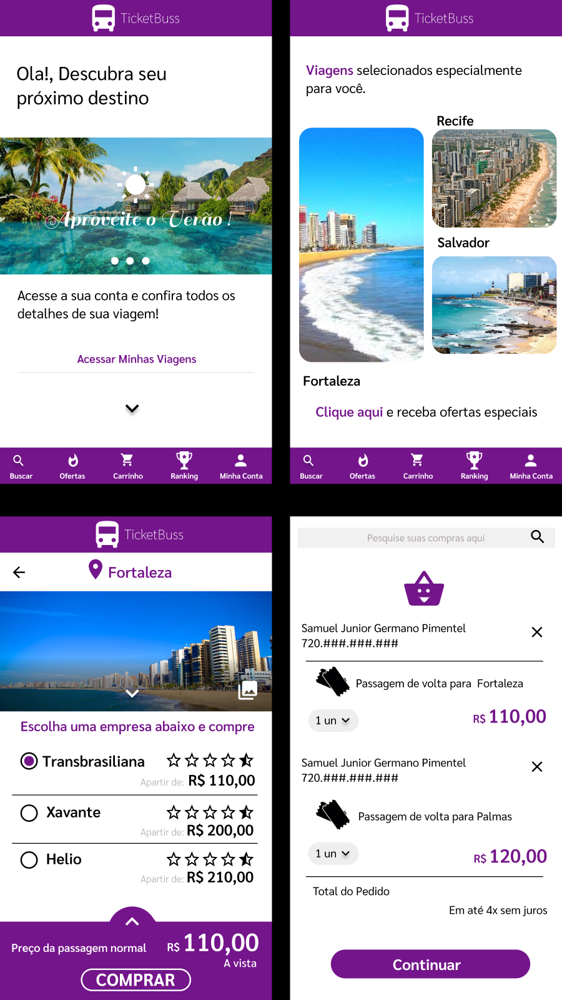 TicketBuss
Ola!, Descubra seu
próximo destino
Aproveite o Verão !
Acesse a sua conta e confira todos os
detalhes de sua viagem!
Acessar Minhas Viagens
Buscar
Ofertas
Carrinho
Ranking
Minha Conta
TicketBuss
Viagens selecionados especialmente
para você.
Recife
Salvador
Fortaleza
Clique aqui e receba ofertas especiais
Buscar
Ofertas
Carrinho
Ranking
Minha Conta
TicketBuss
Fortaleza
Escolha uma empresa abaixo e compre
Transbrasiliana
Apartir de: R$ 110,00
Xavante
Apartir de: R$ 200,00
Helio
Apartir de: R$ 210,00
Preço da passagem normal R$ 110,00
A vista
COMPRAR
Pesquise suas compras aqui
Samuel Junior Germano Pimentel
720.###.###.###
Passagem de volta para Fortaleza
1 un
R$ 110,00
Samuel Junior Germano Pimentel
720.###.###.###
Passagem de volta para Palmas
1 un
R$ 120,00
Total do Pedido
Em até 4x sem juros
Continuar